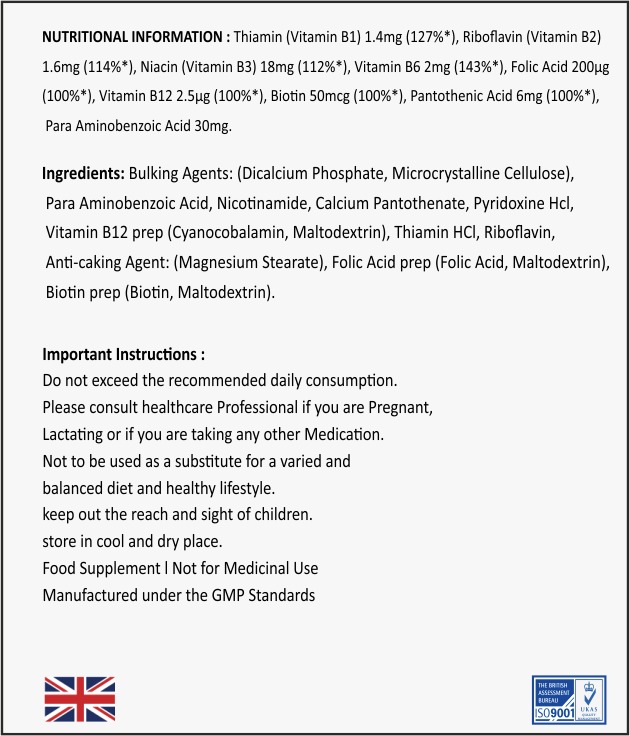 NUTRITIONAL INFORMATION : Thiamin (Vitamin B1) 1.4mg (127%*), Riboflavin (Vitamin B2)
1.6mg (114%*), Niacin (Vitamin B3) 18mg (112%*), Vitamin B6 2mg (143%*), Folic Acid 200µg
(100%*), Vitamin B12 2.5µg (100%*), Biotin 50mcg (100%*), Pantothenic Acid 6mg (100%*),
Para Aminobenzoic Acid 30mg.
Ingredients: Bulking Agents: (Dicalcium Phosphate, Microcrystalline Cellulose),
Para Aminobenzoic Acid, Nicotinamide, Calcium Pantothenate, Pyridoxine Hcl,
Vitamin B12 prep (Cyanocobalamin, Maltodextrin), Thiamin HCl, Riboflavin,
Anti-caking Agent: (Magnesium Stearate), Folic Acid prep (Folic Acid, Maltodextrin),
Biotin prep (Biotin, Maltodextrin).
Important Instructions :
Do not exceed the recommended daily consumption.
Please consult healthcare Professional if you are Pregnant,
Lactating or if you are taking any other Medication.
Not to be used as a substitute for a varied and
balanced diet and healthy lifestyle.
keep out the reach and sight of children.
store in cool and dry place.
Food Supplement l Not for Medicinal Use
Manufactured under the GMP Standards
THE BRITISH
ASSESSMENT
BUREAU
ISO9001
UKAS
QUALITY
MANAGEMENT